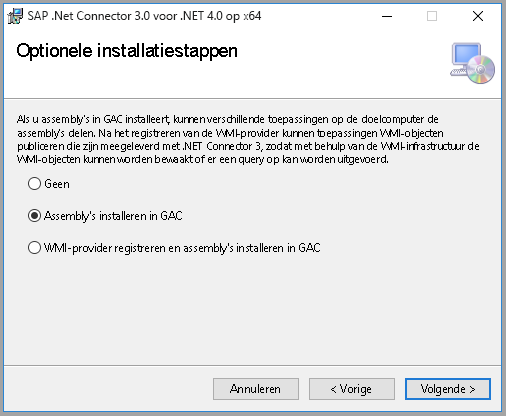 SAP .Net Connector 3.0 voor .NET 4.0 op x64
Optionele installatiestappen
Als u assembly's in GAC installeert, kunnen verschillende toepassingen op de doelcomputer de
assembly's delen. Na het registreren van de WMI-provider kunnen toepassingen WMI-objecten
publiceren die zijn meegeleverd met .NET Connector 3, zodat met behulp van de WMI-infrastructuur de
WMI-objecten kunnen worden bewaakt of er een query op kan worden uitgevoerd.
Geen
Assembly's installeren in GAC
WMI-provider registreren en assembly's installeren in GAC
Annuleren
< Vorige
Volgende >